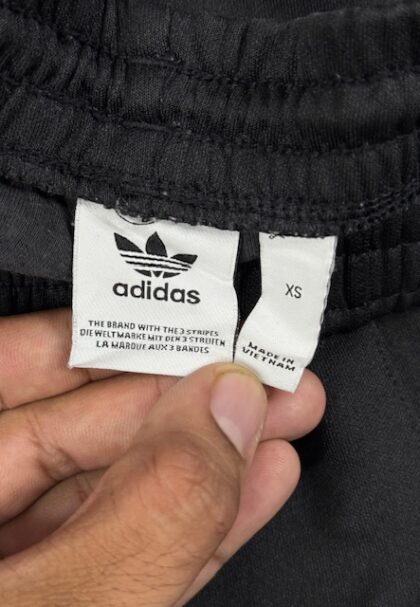 adidas
THE BRAND WITH THE 3 STRIPES
DIE WELTMARKE MIT DEN 3 STREIFEN
LA MARQUE AUX 3 BANDES
XS
MADE IN
VIETNAM